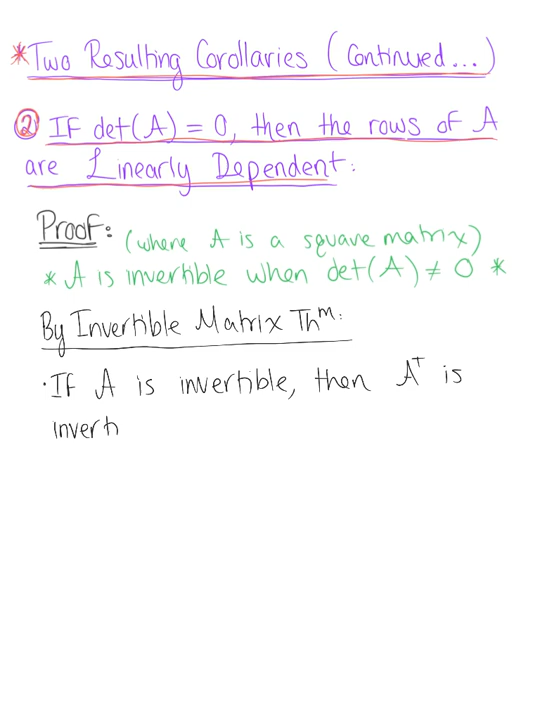 *Two Resulting Corollaries (Continued...)
② IF det(A) = 0, then the rows of A
are Linearly Dependent:
Proof: (where A is a square matrix)
* A is invertible when det(A) ≠ 0 *
By Invertible Matrix Thᵐ:
·If A is invertible, then Aᵀ is
inverti